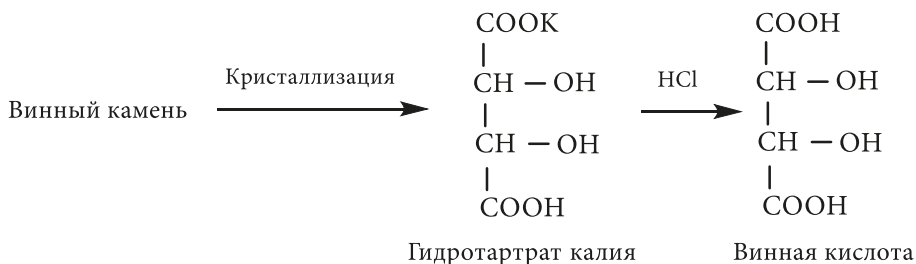 Винный камень
Кристаллизация
COOK
CH – OH
CH – OH
COOH
Гидротартрат калия
HCl
COOH
CH – OH
CH – OH
COOH
Винная кислота